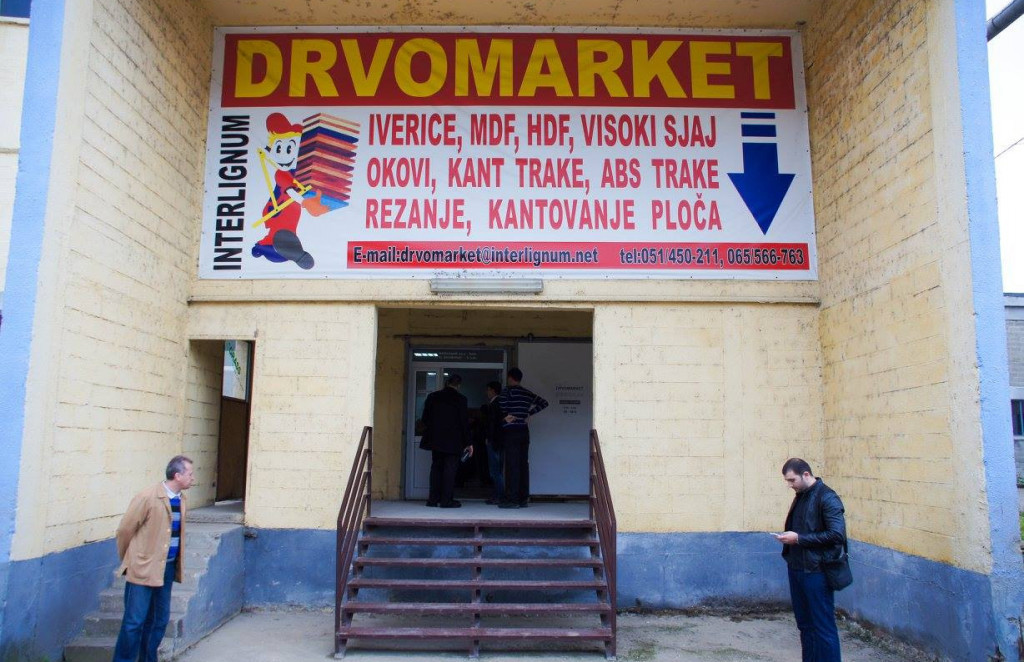 DRVOMARKET
INTERLIGNUM
IVERICE, MDF, HDF, VISOKI SJAJ
OKOVI, KANT TRAKE, ABS TRAKE
REZANJE, KANTOVANJE PLOČA
E-mail:drvomarket@interlignum.net tel:051/450-211, 065/566-763
DRVOMARKET